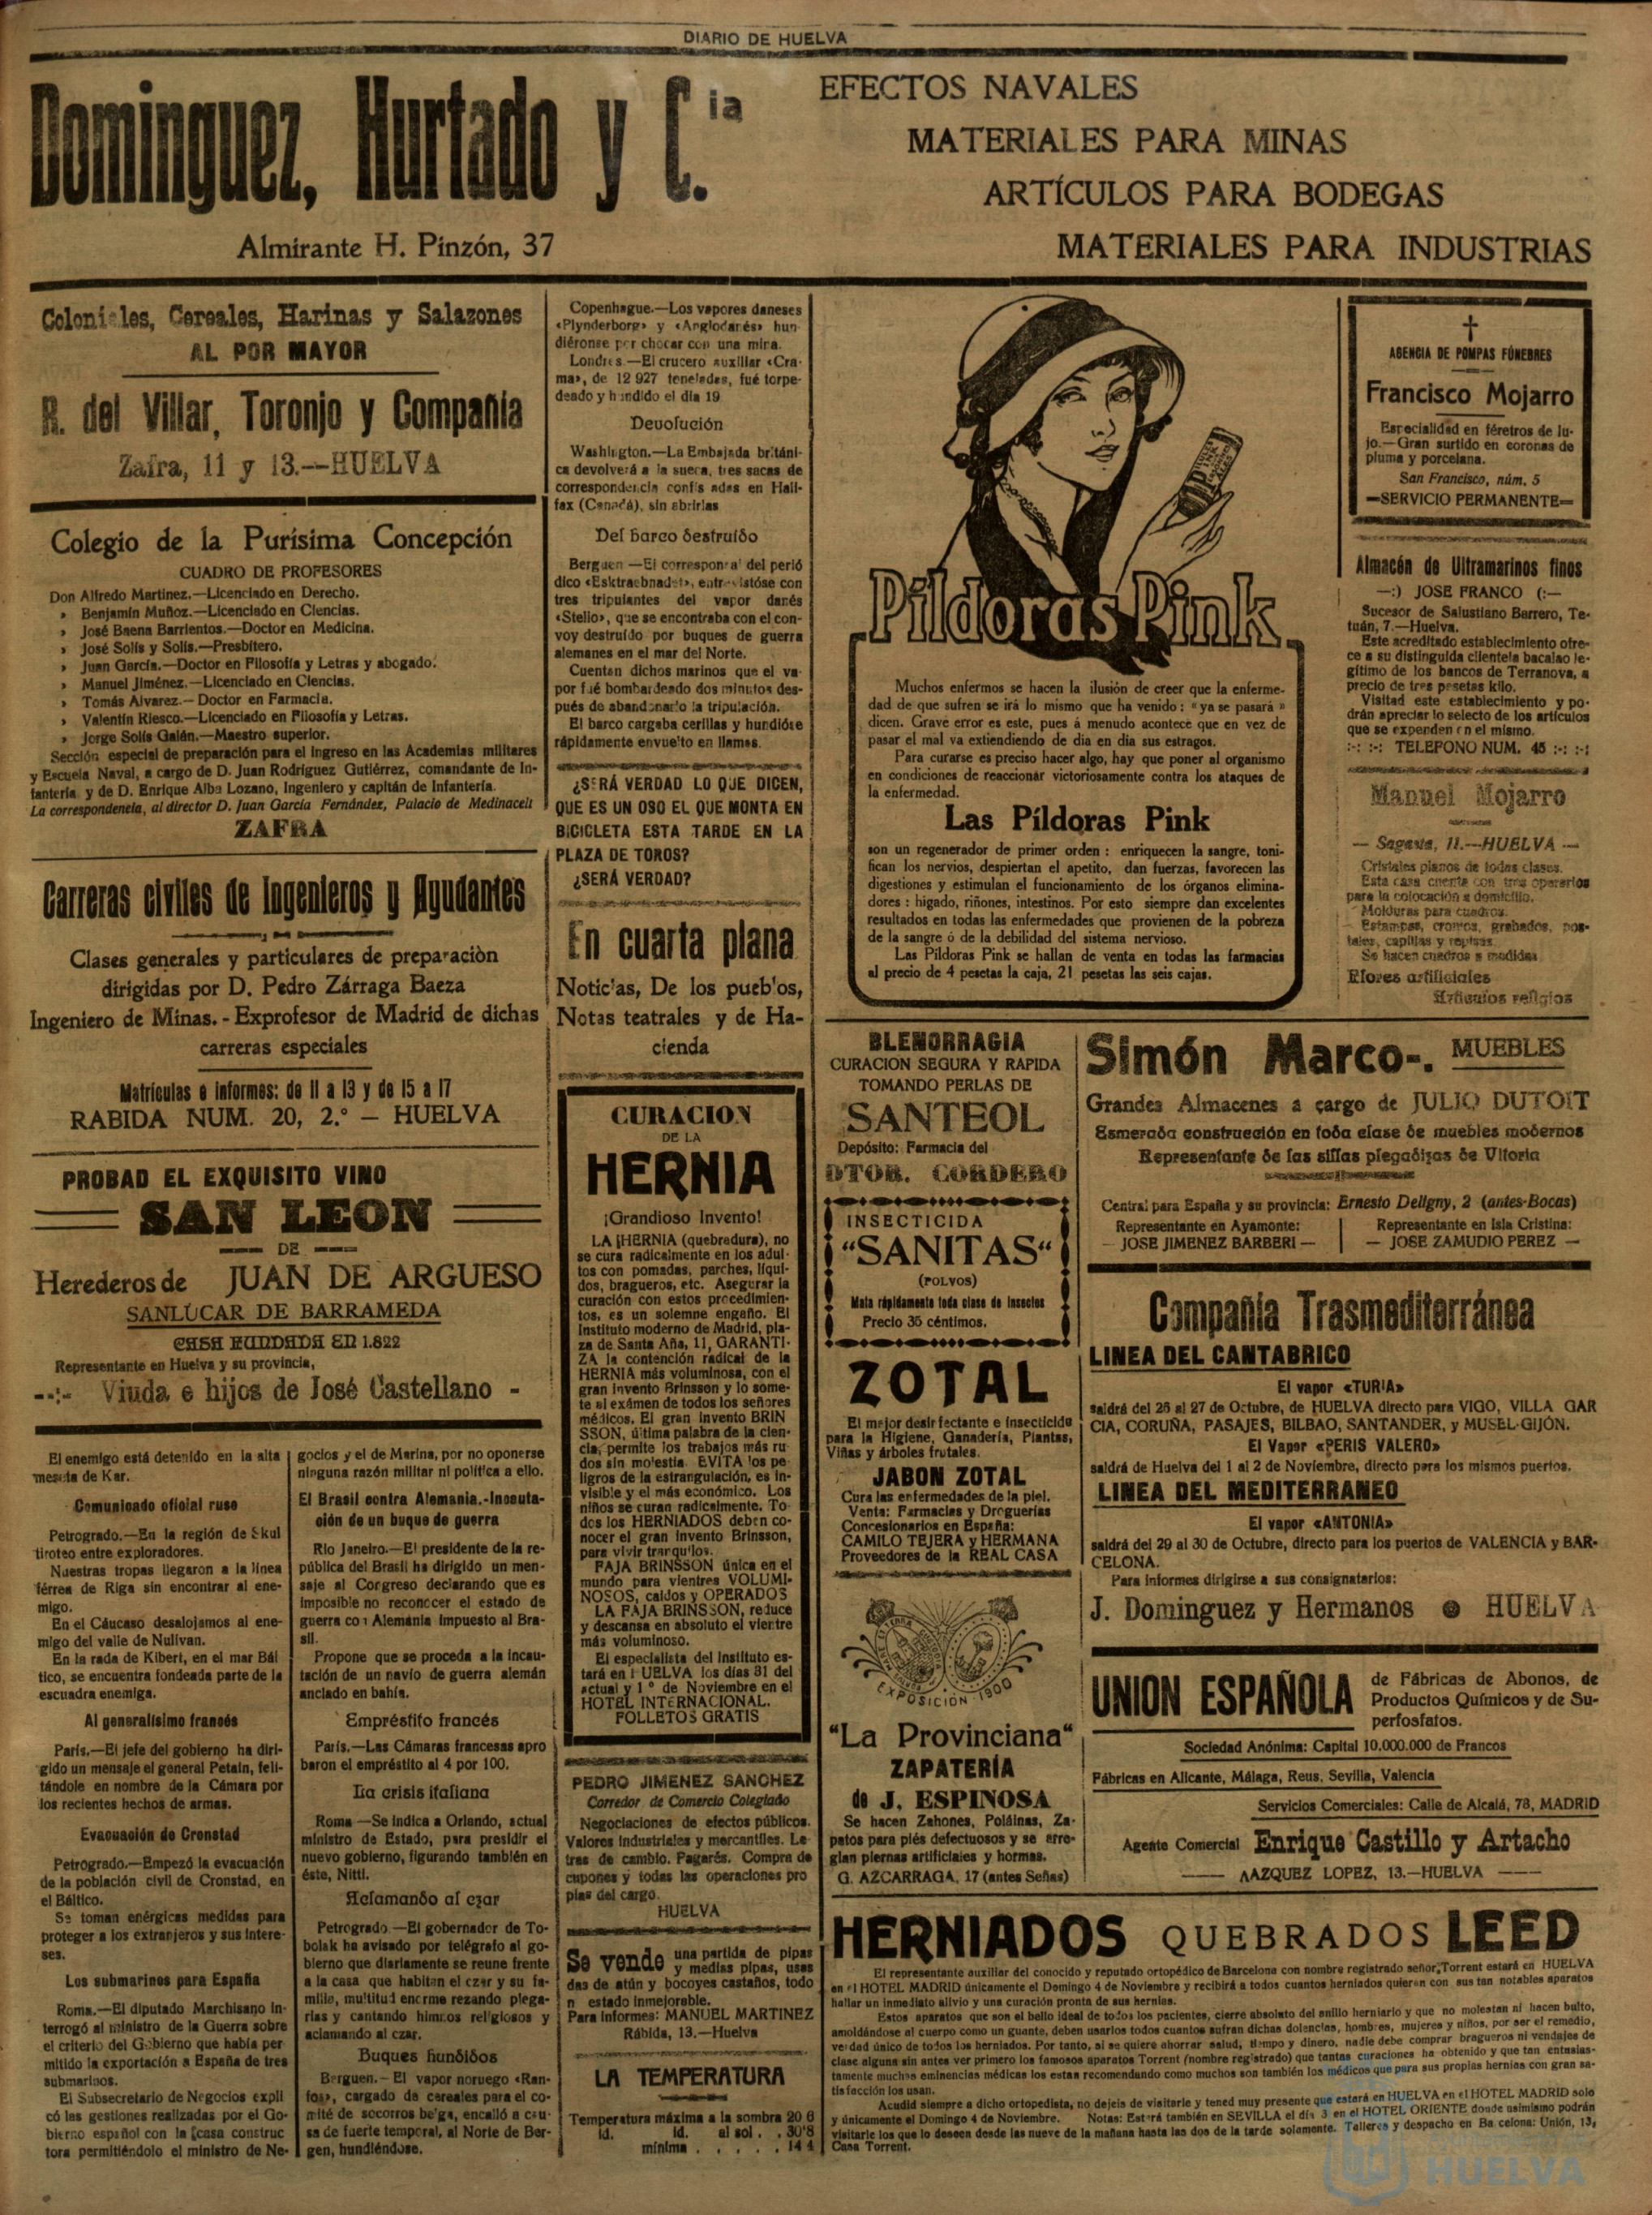 DIARIO DE HUELVA
Dominguez, Hurtado y C.ia
Almirante H. Pinzón, 37
EFECTOS NAVALES
MATERIALES PARA MINAS
ARTÍCULOS PARA BODEGAS
MATERIALES PARA INDUSTRIAS
Coloniales, Cereales, Harinas y Salazones
AL POR MAYOR
R. del Villar, Toronjo y Compañía
Zafra, 11 y 13.--HUELVA
Colegio de la Purísima Concepción
CUADRO DE PROFESORES
Don Alfredo Martinez.—Licenciado en Derecho.
» Benjamín Muñoz.—Licenciado en Ciencias.
» José Baena Barrientos.—Doctor en Medicina.
» José Solís y Solís.—Presbítero.
» Juan García.—Doctor en Filosofía y Letras y abogado.
» Manuel Jiménez.—Licenciado en Ciencias.
» Tomás Alvarez.—Doctor en Farmacia.
» Valentín Riesco.—Licenciado en Filosofía y Letras.
» Jorge Solís Galán.—Maestro superior.
Sección especial de preparación para el ingreso en las Academias militares
y Escuela Naval, a cargo de D. Juan Rodríguez Gutiérrez, comandante de In-
fantería y de D. Enrique Alba Lozano, Ingeniero y capitán de Infantería.
La correspondencia, al director D. Juan García Fernández, Palacio de Medinaceli
ZAFRA
Carreras civiles de Ingenieros y Ayudantes
Clases generales y particulares de preparaciòn
dirigidas por D. Pedro Zárraga Baeza
Ingeniero de Minas. - Exprofesor de Madrid de dichas
carreras especiales
Matrículas e informes: de 11 a 13 y de 15 a 17
RABIDA NUM. 20, 2.° — HUELVA
PROBAD EL EXQUISITO VINO
SAN LEON
DE
Herederos de JUAN DE ARGUESO
SANLUCAR DE BARRAMEDA
CASA FUNDADA EN 1.822
Representante en Huelva y su provincia,
--:- Viuda e hijos de José Castellano -
El enemigo está detenido en la alta
meseta de Kar.
Comunicado oficial ruso
Petrogrado.—En la región de Skul
tiroteo entre exploradores.
Nuestras tropas llegaron a la línea
férrea de Riga sin encontrar al ene-
migo.
En el Cáucaso desalojamos al ene-
migo del valle de Nulivan.
En la rada de Kibert, en el mar Bál
tico, se encuentra fondeada parte de la
escuadra enemiga.
Al generalísimo francés
París.—El jefe del gobierno ha diri-
gido un mensaje el general Petain, feli-
tándole en nombre de la Cámara por
los recientes hechos de armas.
Evacuación de Cronstad
Petrogrado.—Empezó la evacuación
de la población civil de Cronstad, en
el Báltico.
Se toman enérgicas medidas para
proteger a los extranjeros y sus intere-
ses.
Los submarinos para España
Roma.—El diputado Marchisano in-
terrogó al ministro de la Guerra sobre
el criterio del Gobierno que había per-
mitido la exportación a España de tres
submarinos.
El Subsecretario de Negocios expli
có las gestiones realizadas por el Go-
bierno español con la casa construc
tora permitiéndolo el ministro de Ne-
gocios y el de Marina, por no oponerse
ninguna razón militar ni política a ello.
El Brasil contra Alemania.-Incauta-
ción de un buque de guerra
Rio Janeiro.—El presidente de la re-
pública del Brasil ha dirigido un men-
saje al Congreso declarando que es
imposible no reconocer el estado de
guerra con Alemania impuesto al Bra-
sil.
Propone que se proceda a la incau-
tación de un navío de guerra alemán
anclado en bahía.
Empréstito francés
París.—Las Cámaras francesas apro
baron el empréstito al 4 por 100.
La crisis italiana
Roma —Se indica a Orlando, actual
ministro de Estado, para presidir el
nuevo gobierno, figurando también en
éste, Nitti.
Aclamando al czar
Petrogrado —El gobernador de To-
bolak ha avisado por telégrafo al go-
bierno que diariamente se reune frente
a la casa que habitan el czar y su fa-
milia, multitud enorme rezando plega-
rias y cantando himnos religiosos y
aclamando al czar.
Buques hundidos
Berguen.—El vapor noruego «Ran-
fos», cargado de cereales para el co-
mité de socorros belga, encalló a cau-
sa de fuerte temporal, al Norte de Ber-
gen, hundiéndose.
Copenhague.—Los vapores daneses
«Plynderborg» y «Anglodanés» hun-
diéronse por chocar con una mina.
Londres.—El crucero auxiliar «Cra-
ma», de 12 927 toneladas, fué torpe-
deado y hundido el día 19
Devolución
Washington.—La Embajada británi-
ca devolverá a la sueca, tres sacas de
correspondencia confis adas en Hali-
fax (Canadá), sin abrirlas
Del barco destruído
Berguen —El corresponsal del perió
dico «Esktraebnadet», entrevistóse con
tres tripulantes del vapor danés
«Stelio», que se encontraba con el con-
voy destruído por buques de guerra
alemanes en el mar del Norte.
Cuentan dichos marinos que el va-
por fué bombardeado dos minutos des-
pués de abandonarlo la tripulación.
El barco cargaba cerillas y hundióse
rápidamente envuelto en llamas.
¿SERÁ VERDAD LO QUE DICEN,
QUE ES UN OSO EL QUE MONTA EN
BICICLETA ESTA TARDE EN LA
PLAZA DE TOROS?
¿SERÁ VERDAD?
En cuarta plana
Notic'as, De los pueb'os,
Notas teatrales y de Ha-
cienda
CURACION
DE LA
HERNIA
¡Grandioso Invento!
LA HERNIA (quebradura), no
se cura radicalmente en los adul-
tos con pomadas, parches, líqui-
dos, bragueros, etc. Asegurar la
curación con estos procedimien-
tos, es un solemne engaño. El
Instituto moderno de Madrid, pla-
za de Santa Aña, 11, GARANTI-
ZA la contención radical de la
HERNIA más voluminosa, con el
gran invento Brinsson y lo some-
te al exámen de todos los señores
médicos. El gran invento BRIN
SSON, última palabra de la cien-
cia, permite los trabajos más ru
dos sin molestia. EVITA los pe-
ligros de la estrangulación, es in-
visible y el más económico. Los
niños se curan radicalmente. To-
dos los HERNIADOS deben co-
nocer el gran invento Brinsson,
para vivir tranquilos.
FAJA BRINSSON única en el
mundo para vientres VOLUMI-
NOSOS, caídos y OPERADOS
LA FAJA BRINSSON, reduce
y descansa en absoluto el vientre
más voluminoso.
El especialista del Instituto es-
tará en HUELVA los días 31 del
actual y 1° de Noviembre en el
HOTEL INTERNACIONAL.
FOLLETOS GRATIS
PEDRO JIMENEZ SANCHEZ
Corredor de Comercio Colegiado
Negociaciones de efectos públicos.
Valores industriales y mercantiles. Le-
tras de cambio. Pagarés. Compra de
cupones y todas las operaciones pro
pias del cargo.
HUELVA
Se vende una partida de pipas
y medias pipas, usas
das de atún y bocoyes castaños, todo
n estado inmejorable.
Para informes: MANUEL MARTINEZ
Rábida, 13.—Huelva
LA TEMPERATURA
Temperatura máxima a la sombra 20 6
id. id. al sol . . 30'8
mínima . . . . . 14 4
PILDORAS PINK
Píldoras Pink
Muchos enfermos se hacen la ilusión de creer que la enferme-
dad de que sufren se irá lo mismo que ha venido : « ya se pasará »
dicen. Grave error es este, pues á menudo acontece que en vez de
pasar el mal va extiendiendo de dia en dia sus estragos.
Para curarse es preciso hacer algo, hay que poner al organismo
en condiciones de reaccionár victoriosamente contra los ataques de
la enfermedad.
Las Píldoras Pink
son un regenerador de primer orden : enriquecen la sangre, toni-
fican los nervios, despiertan el apetito, dan fuerzas, favorecen las
digestiones y estimulan el funcionamiento de los órganos elimina-
dores : higado, riñones, intestinos. Por esto siempre dan excelentes
resultados en todas las enfermedades que provienen de la pobreza
de la sangre ó de la debilidad del sistema nervioso.
Las Píldoras Pink se hallan de venta en todas las farmacias
al precio de 4 pesetas la caja, 21 pesetas las seis cajas.
AGENCIA DE POMPAS FÚNEBRES
Francisco Mojarro
Especialidad en féretros de lu-
jo.—Gran surtido en coronas de
pluma y porcelana.
San Francisco, núm, 5
—SERVICIO PERMANENTE—
Almacén de Ultramarinos finos
—:) JOSE FRANCO (:—
Sucesor de Salustiano Barrero, Te-
tuán, 7.—Huelva.
Este acreditado establecimiento ofre-
ce a su distinguida clientela bacalao le-
gítimo de los bancos de Terranova, a
precio de tres pesetas kilo.
Visitad este establecimiento y po-
drán apreciar lo selecto de los artículos
que se expenden en el mismo.
:-: :-: TELEFONO NUM. 45 :-: :-:
Manuel Mojarro
— Sagasta, 11.—HUELVA —
Cristales planos de todas clases.
Esta casa cuenta con tres operarios
para la colocación a domicilio.
Molduras para cuadros.
Estampas, cromos, grabados, pos-
tales, capillas y repisas.
Se hacen cuadros a medidas
Flores artificiales
Artículos religios
BLENORRAGIA
CURACION SEGURA Y RAPIDA
TOMANDO PERLAS DE
SANTEOL
Depósito: Farmacia del
DTOR. CORDERO
INSECTICIDA
“SANITAS“
(POLVOS)
Mata rápidamente toda clase de insectos
Precio 35 céntimos.
ZOTAL
El mejor desinfectante e insecticida
para la Higiene, Ganadería, Plantas,
Viñas y árboles frutales.
JABON ZOTAL
Cura las enfermedades de la piel.
Venta: Farmacias y Droguerías
Concesionarios en España:
CAMILO TEJERA y HERMANA
Proveedores de la REAL CASA
EXPOSICIÓN 1900
“La Provinciana“
ZAPATERÍA
de J. ESPINOSA
Se hacen Zahones, Poláinas, Za-
patos para piés defectuosos y se arre-
glan piernas artificiales y hormas.
G. AZCARRAGA, 17 (antes Señas)
Simón Marco-. MUEBLES
Grandes Almacenes a cargo de JULIO DUTOIT
Esmerada construcción en toda clase de muebles modernos
Representante de las sillas plegadizas de Vitoria
Central para España y su provincia: Ernesto Deligny, 2 (antes-Bocas)
Representante en Ayamonte:
JOSE JIMENEZ BARBERI —
Representante en Isla Cristina:
— JOSE ZAMUDIO PEREZ —
Compañía Trasmediterránea
LINEA DEL CANTABRICO
El vapor «TURIA»
saldrá del 26 al 27 de Octubre, de HUELVA directo para VIGO, VILLA GAR
CIA, CORUÑA, PASAJES, BILBAO, SANTANDER, y MUSEL-GIJÓN.
El Vapor «PERIS VALERO»
saldrá de Huelva del 1 al 2 de Noviembre, directo para los mismos puertos.
LINEA DEL MEDITERRANEO
El vapor «ANTONIA»
saldrá del 29 al 30 de Octubre, directo para los puertos de VALENCIA y BAR-
CELONA.
Para informes dirigirse a sus consignatarios:
J. Dominguez y Hermanos ● HUELVA
UNION ESPAÑOLA
de Fábricas de Abonos, de
Productos Químicos y de Su-
perfosfatos.
Sociedad Anónima: Capital 10.000.000 de Francos
Fábricas en Alicante, Málaga, Reus, Sevilla, Valencia
Servicios Comerciales: Calle de Alcalá, 73, MADRID
Agente Comercial Enrique Castillo y Artacho
AAZQUEZ LOPEZ, 13.—HUELVA
HERNIADOS QUEBRADOS LEED
El representante auxiliar del conocido y reputado ortopédico de Barcelona con nombre registrado señor, Torrent estará en HUELVA
en el HOTEL MADRID únicamente el Domingo 4 de Noviembre y recibirá a todos cuantos herniados quieran con sus tan notables aparatos
hallar un inmediato alivio y una curación pronta de sus hernias.
Estos aparatos que son el bello ideal de todos los pacientes, cierre absoluto del anillo herniario y que no molestan ni hacen bulto,
amoldándose al cuerpo como un guante, deben usarlos todos cuantos sufran dichas dolencias, hombres, mujeres y niños, por ser el remedio,
verdad único de todos los herniados. Por tanto, si se quiere ahorrar salud, tiempo y dinero, nadie debe comprar bragueros ni vendajes de
clase alguna sin antes ver primero los famosos aparatos Torrent (nombre registrado) que tantas curaciones ha obtenido y que tan entusias-
tamente muchas eminencias médicas los estan recomendando como muchos son también los médicos que para sus propias hernias con gran sa-
tisfacción los usan.
Acudid siempre a dicho ortopedista, no dejeis de visitarle y tened muy presente que estará en HUELVA en el HOTEL MADRID solo
y únicamente el Domingo 4 de Noviembre. Notas: Estará también en SEVILLA el día 3 en el HOTEL ORIENTE donde asimismo podrán
visitarle los que lo deseen desde las nueve de la mañana hasta las dos de la tarde solamente. Talleres y despacho en Ba celona: Unión, 13,
Casa Torrent.
HUELVA